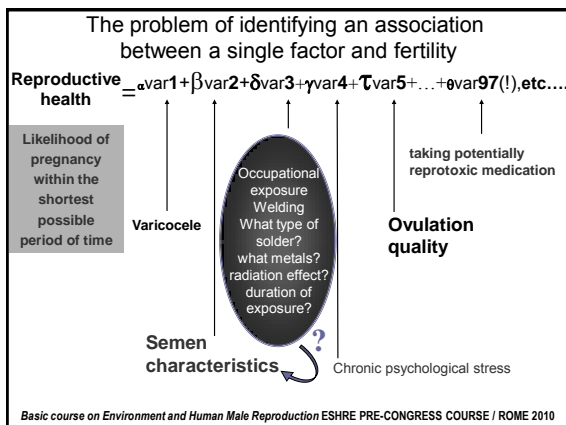 The problem of identifying an association
between a single factor and fertility
Reproductive
health
=αvar1+βvar2+δvar3+γvar4+τvar5+…+θvar97(!),etc….
Likelihood of
pregnancy
within the
shortest
possible
period of time
Varicocele
Occupational
exposure
Welding
What type of
solder?
what metals?
radiation effect?
duration of
exposure?
taking potentially
reprotoxic medication
Ovulation
quality
Semen
characteristics
?
Chronic psychological stress
Basic course on Environment and Human Male Reproduction ESHRE PRE-CONGRESS COURSE / ROME 2010